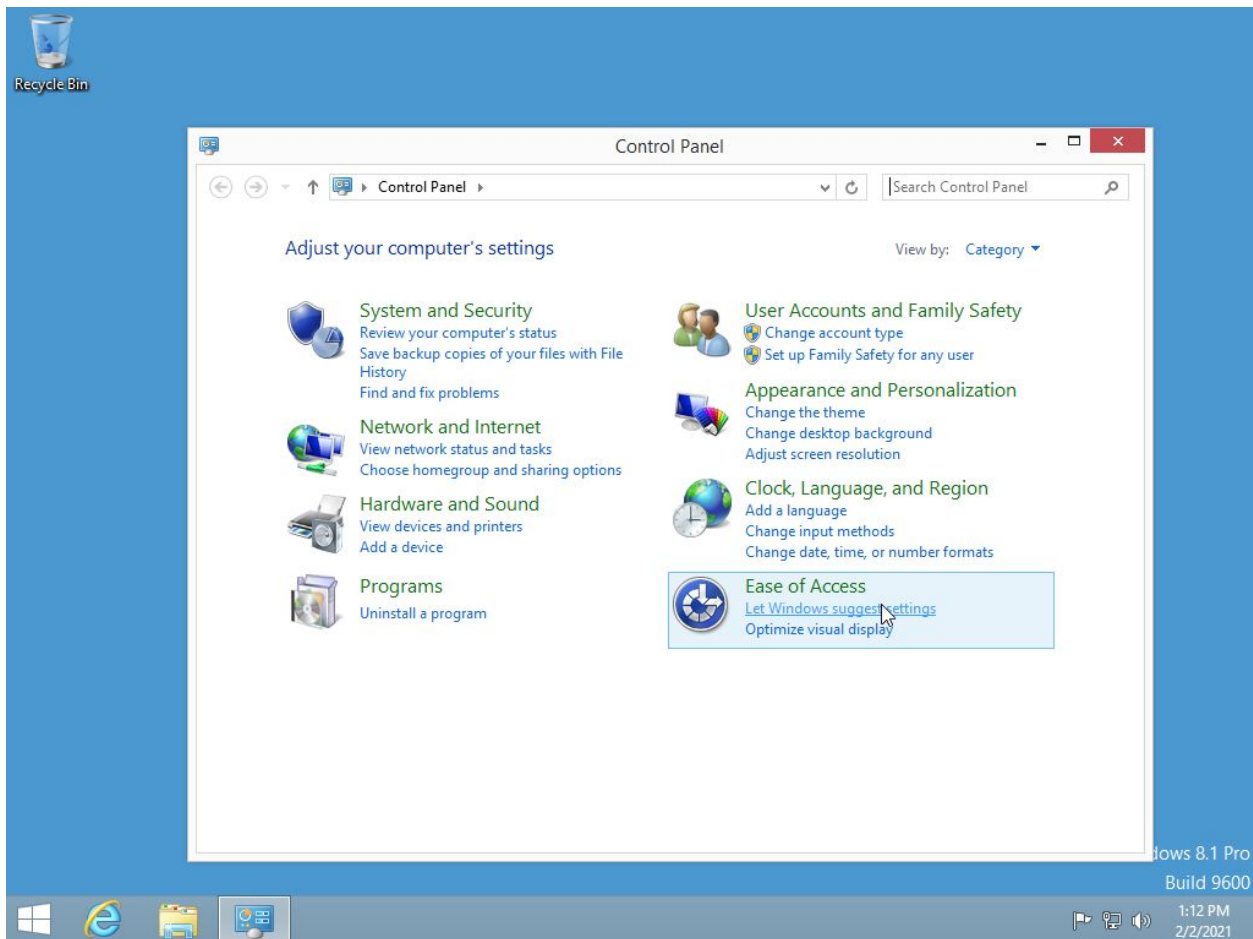 Recycle Bin
Control Panel
Control Panel
Search Control Panel
Adjust your computer's settings
View by: Category
System and Security
Review your computer's status
Save backup copies of your files with File
History
Find and fix problems
Network and Internet
View network status and tasks
Choose homegroup and sharing options
Hardware and Sound
View devices and printers
Add a device
Programs
Uninstall a program
User Accounts and Family Safety
Change account type
Set up Family Safety for any user
Appearance and Personalization
Change the theme
Change desktop background
Adjust screen resolution
Clock, Language, and Region
Add a language
Change input methods
Change date, time, or number formats
Ease of Access
Let Windows suggest settings
Optimize visual display
dows 8.1 Pro
Build 9600
1:12 PM
2/2/2021